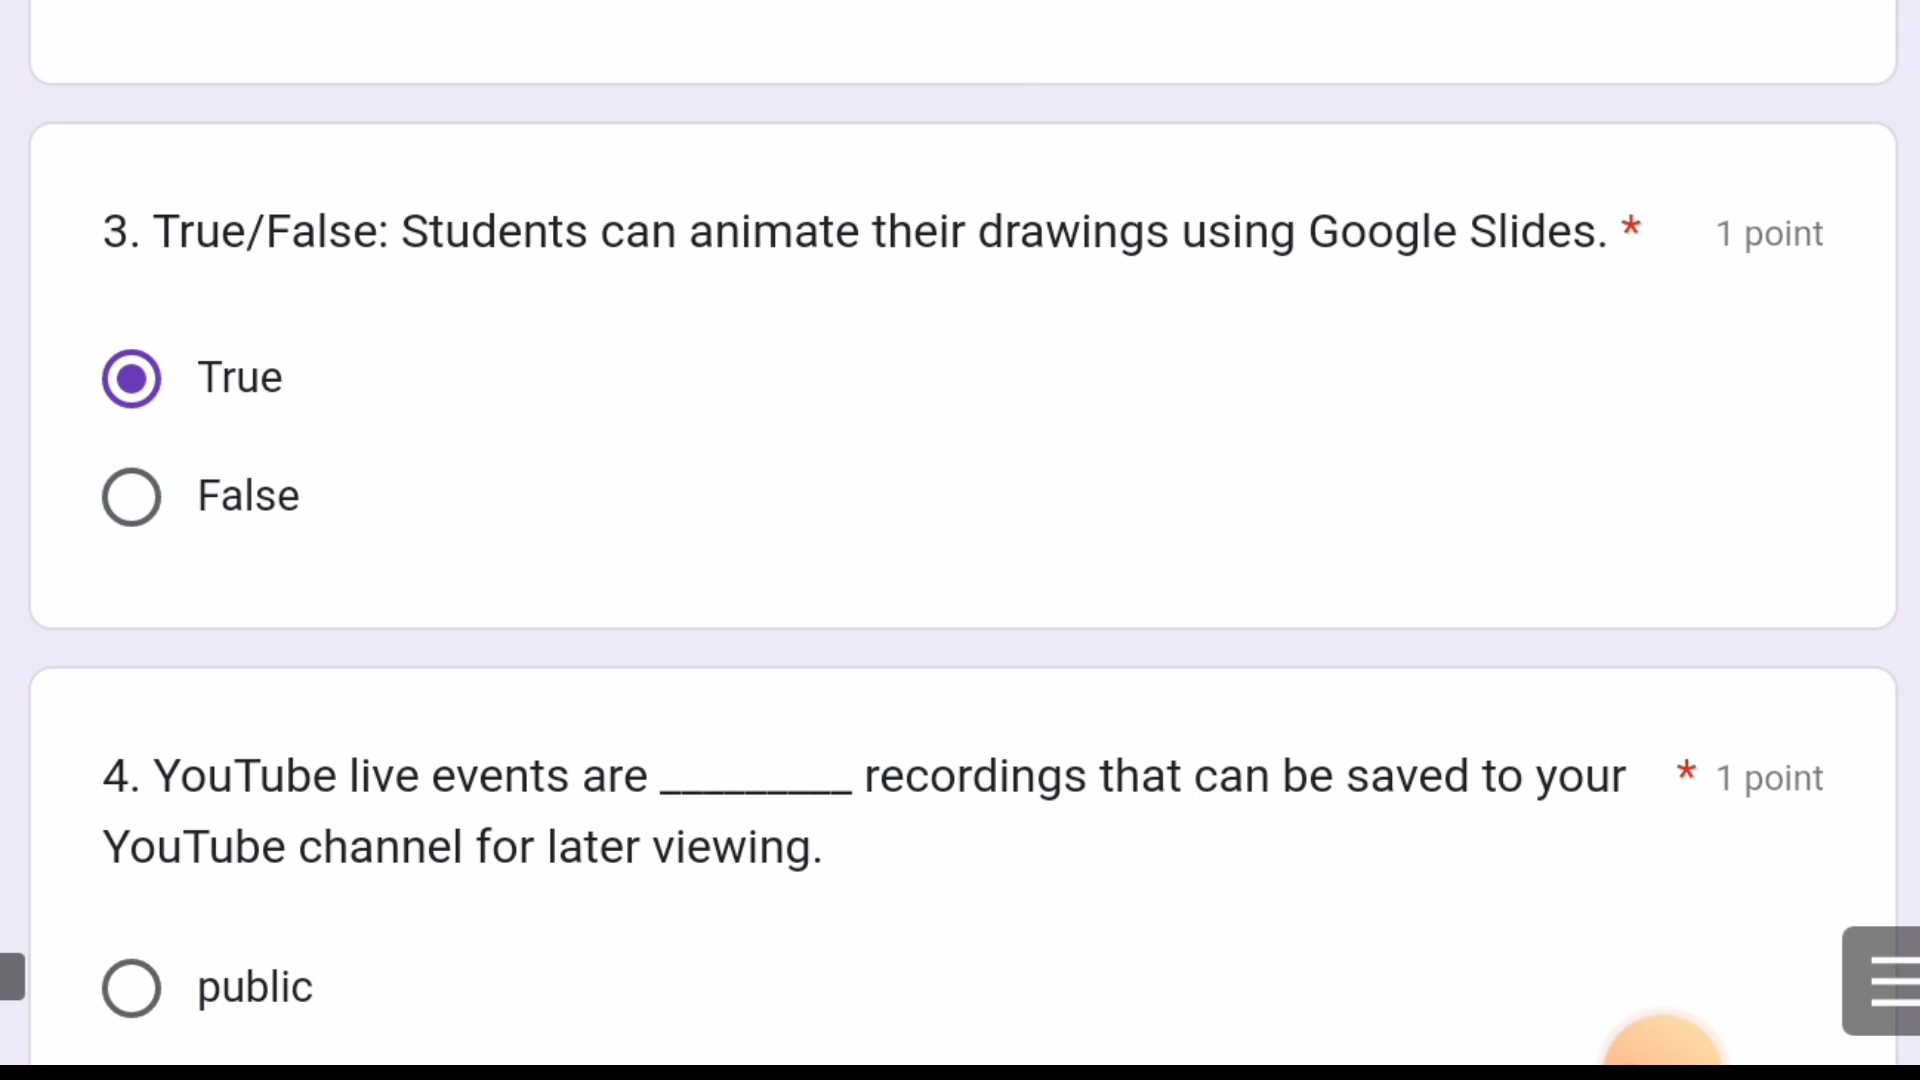 3. True/False: Students can animate their drawings using Google Slides. * 1 point
True
False
4. YouTube live events are _________ recordings that can be saved to your * 1 point
YouTube channel for later viewing.
public